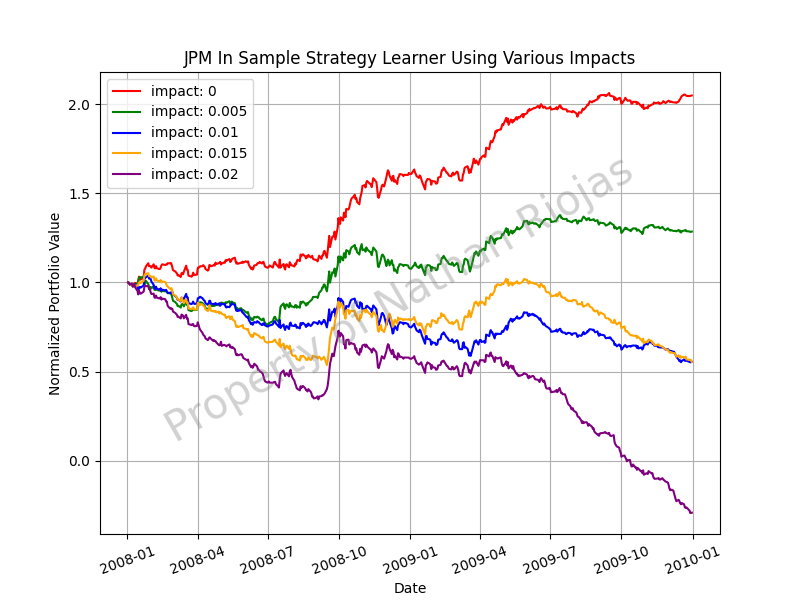 JPM In Sample Strategy Learner Using Various Impacts
impact: 0
impact: 0.005
impact: 0.01
impact: 0.015
impact: 0.02
Property of Nathan Riojas
Normalized Portfolio Value
2.0
1.5
1.0
0.5
0.0
2008-01
2008-04
2008-07
2008-10
2009-01
2009-04
2009-07
2009-10
2010-01
Date